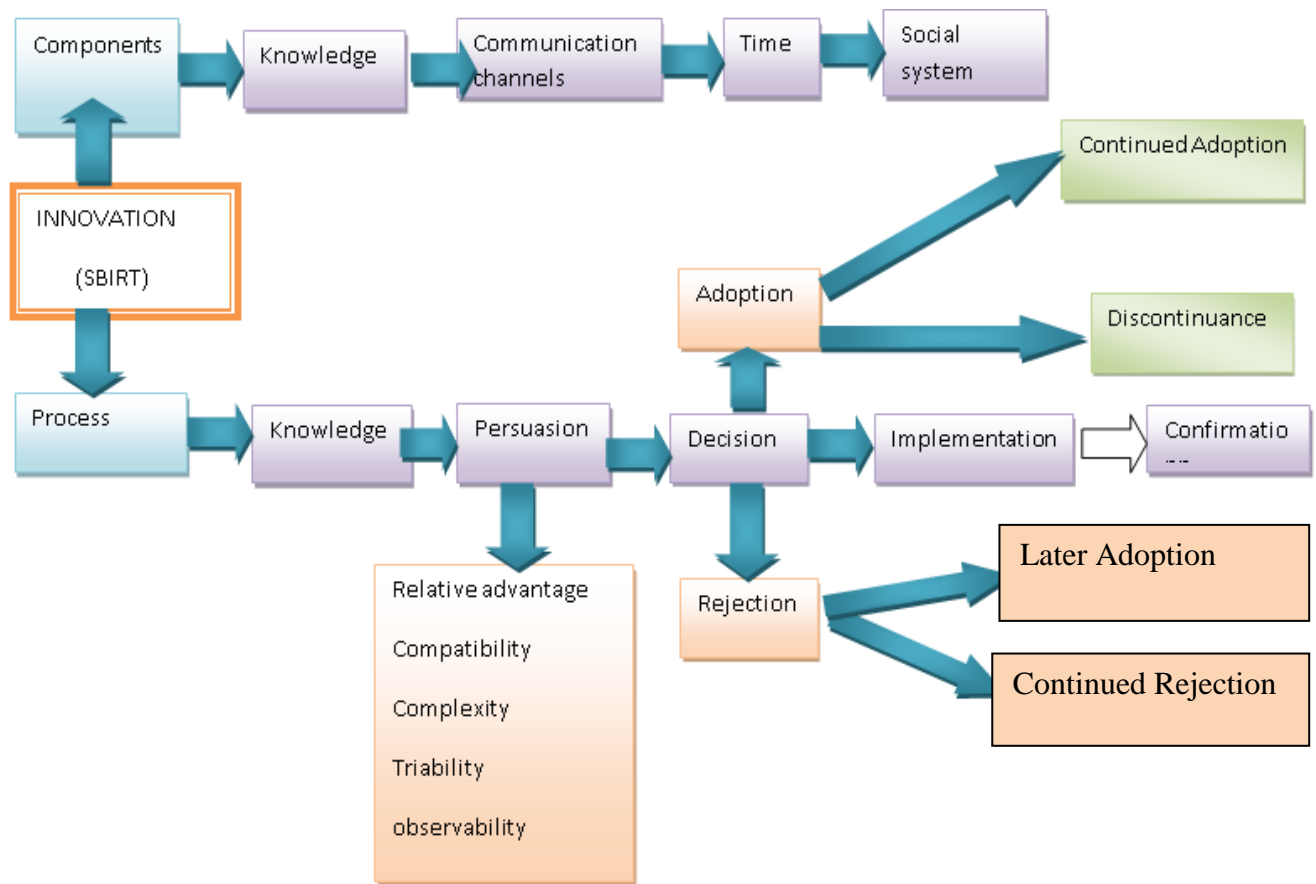 Components
Knowledge
Communication
channels
Time
Social
system
Continued Adoption
INNOVATION
(SBIRT)
Adoption
Discontinuance
Process
Knowledge
Persuasion
Decision
Implementation
Confirmatio
Relative advantage
Compatibility
Complexity
Triability
observability
Rejection
Later Adoption
Continued Rejection